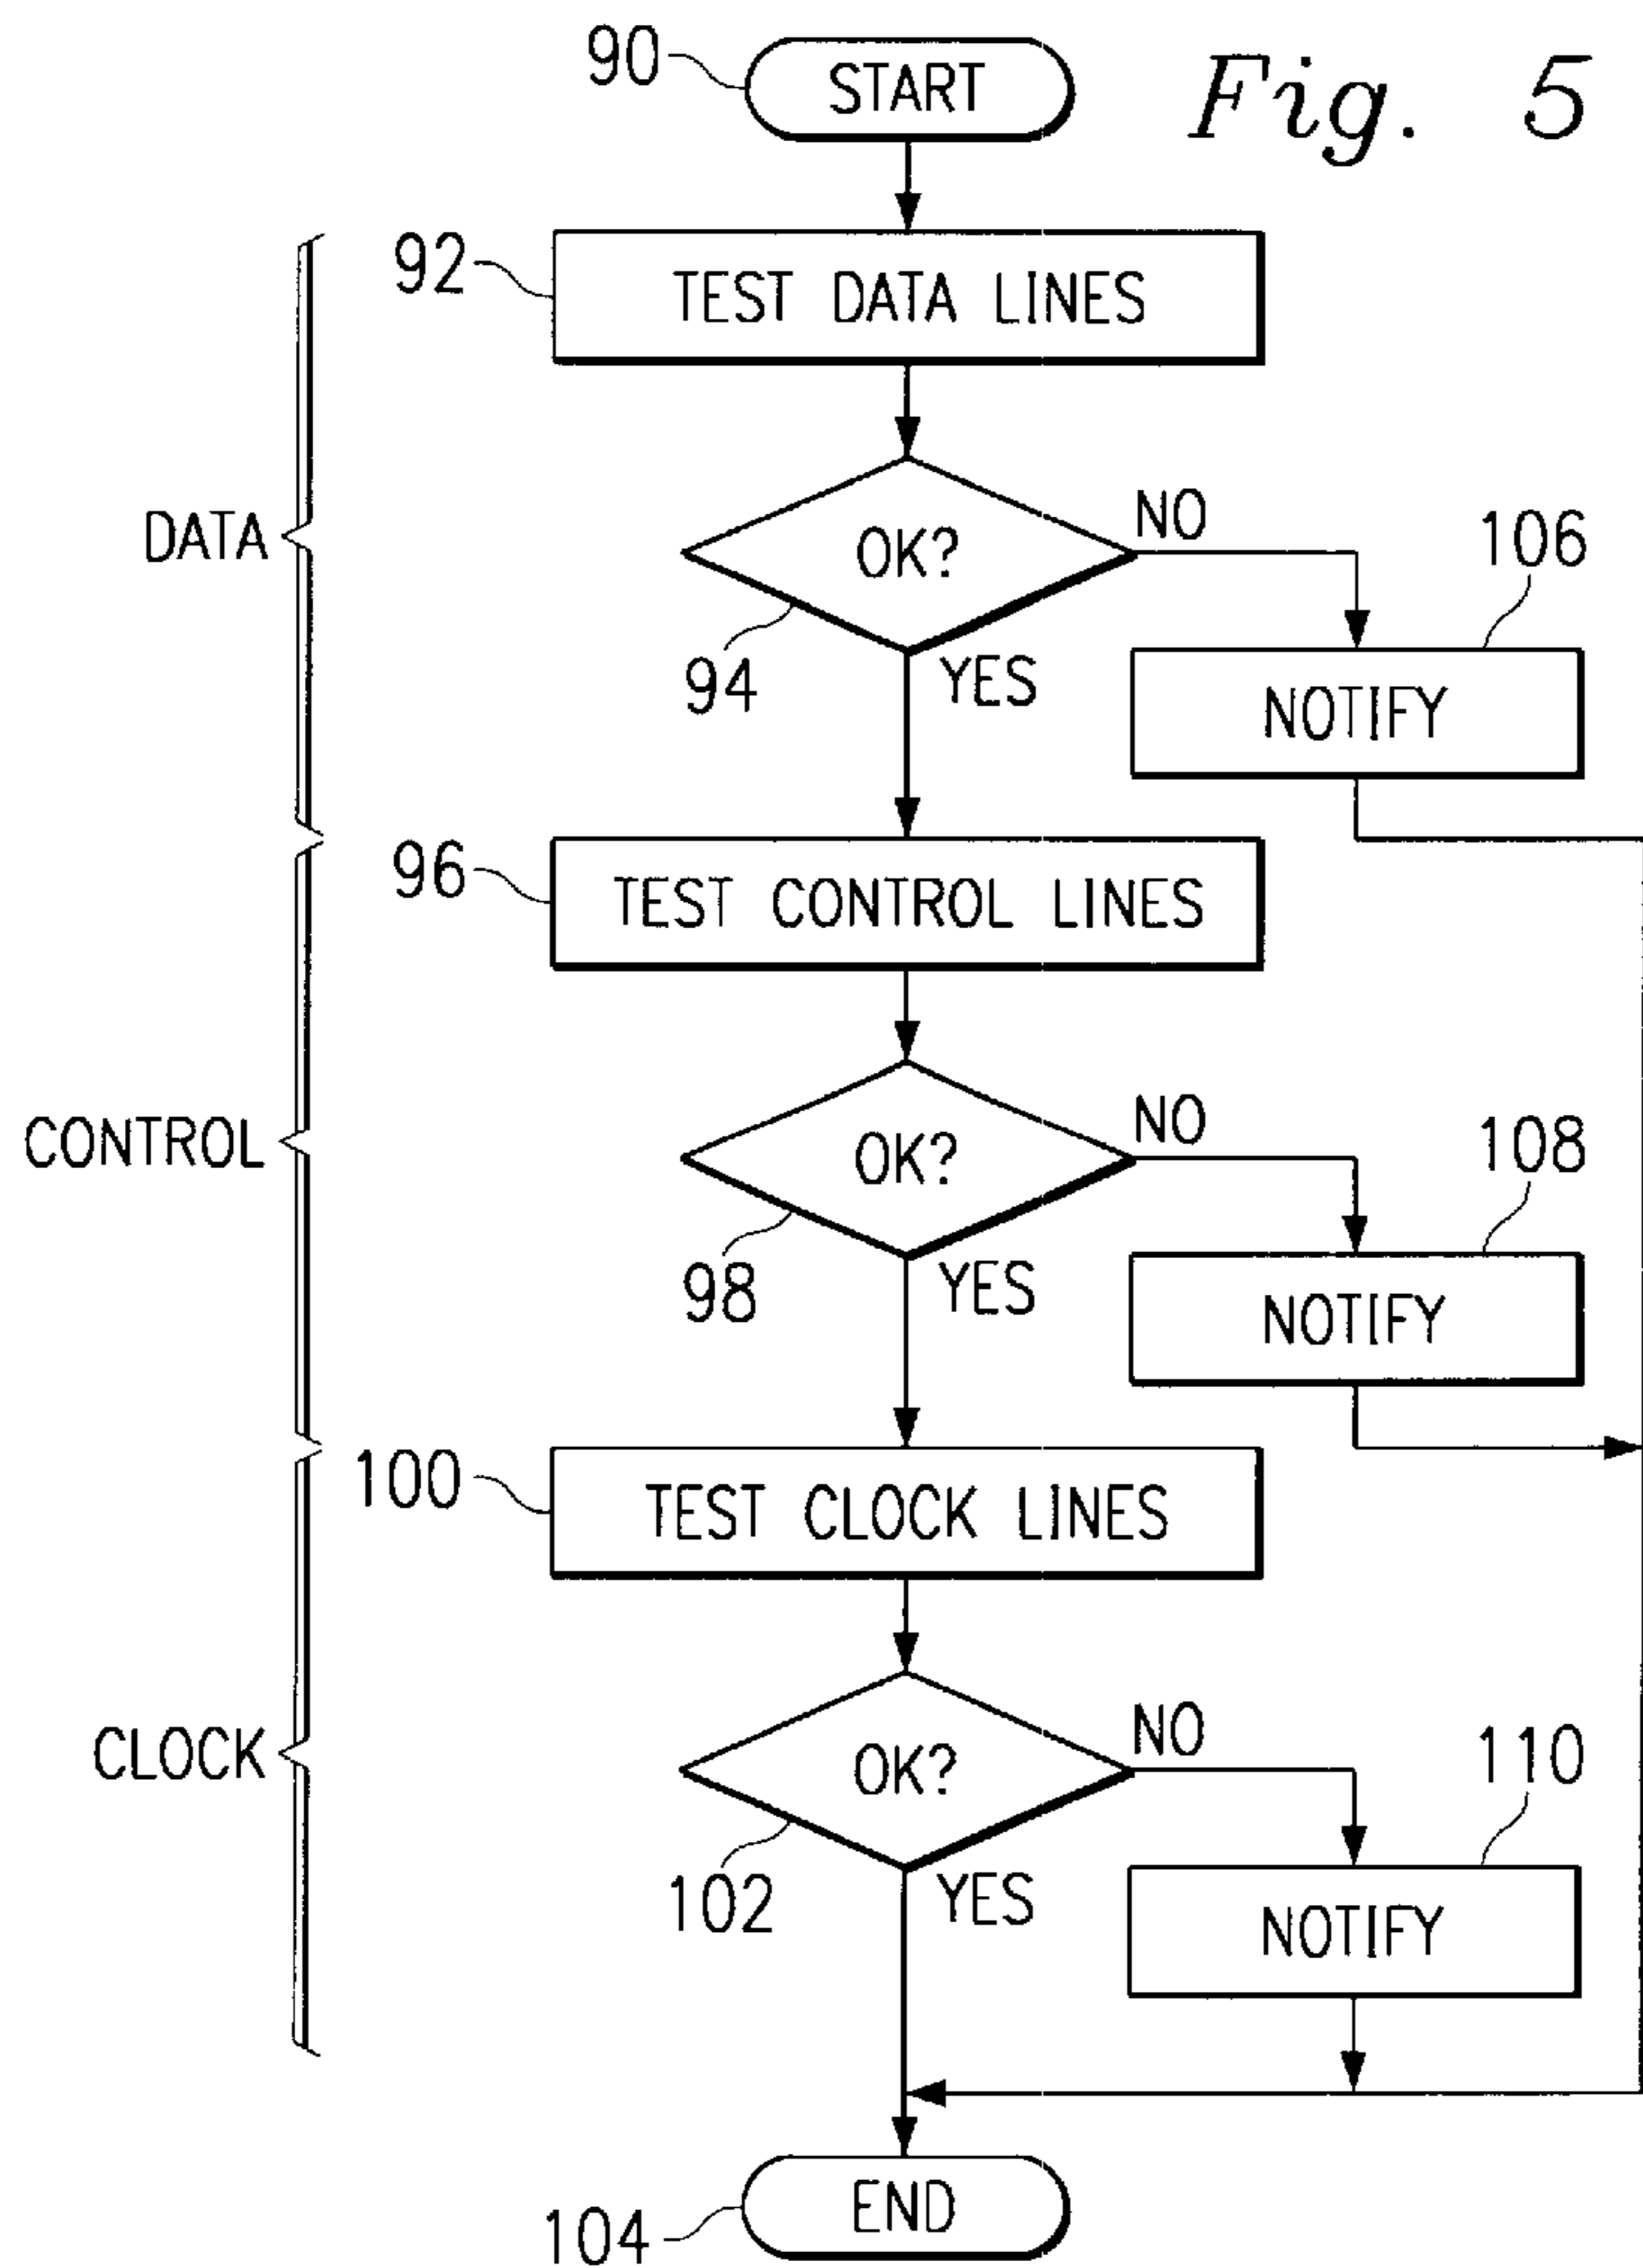 90
START
Fig. 5
92
TEST DATA LINES
DATA
OK?
NO
106
94
YES
NOTIFY
96
TEST CONTROL LINES
CONTROL
OK?
NO
108
98
YES
NOTIFY
100
TEST CLOCK LINES
CLOCK
OK?
NO
110
102
YES
NOTIFY
END
104